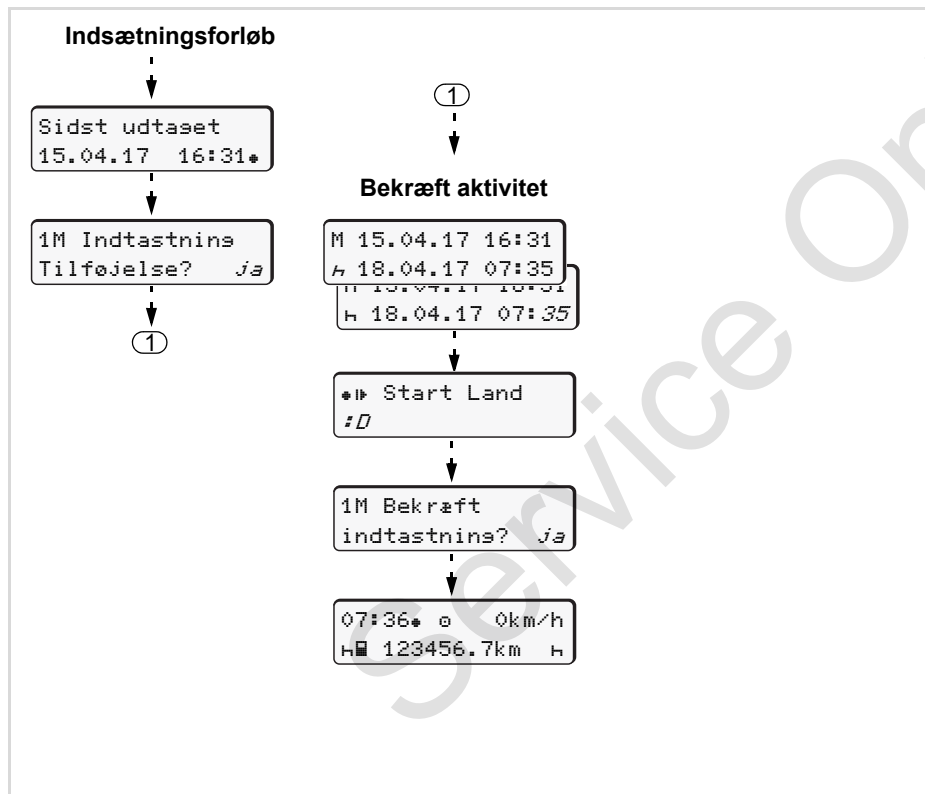 Indsætningsforløb
Sidst udtaget
15.04.17 16:31
1M Indtastning
Tilføjelse? ja
1
1
Bekræft aktivitet
M 15.04.17 16:31
h 18.04.17 07:35
h 18.04.17 07:35
Start Land
:D
1M Bekræft
indtastning? ja
07:36 0km/h
h 123456.7km h
Service